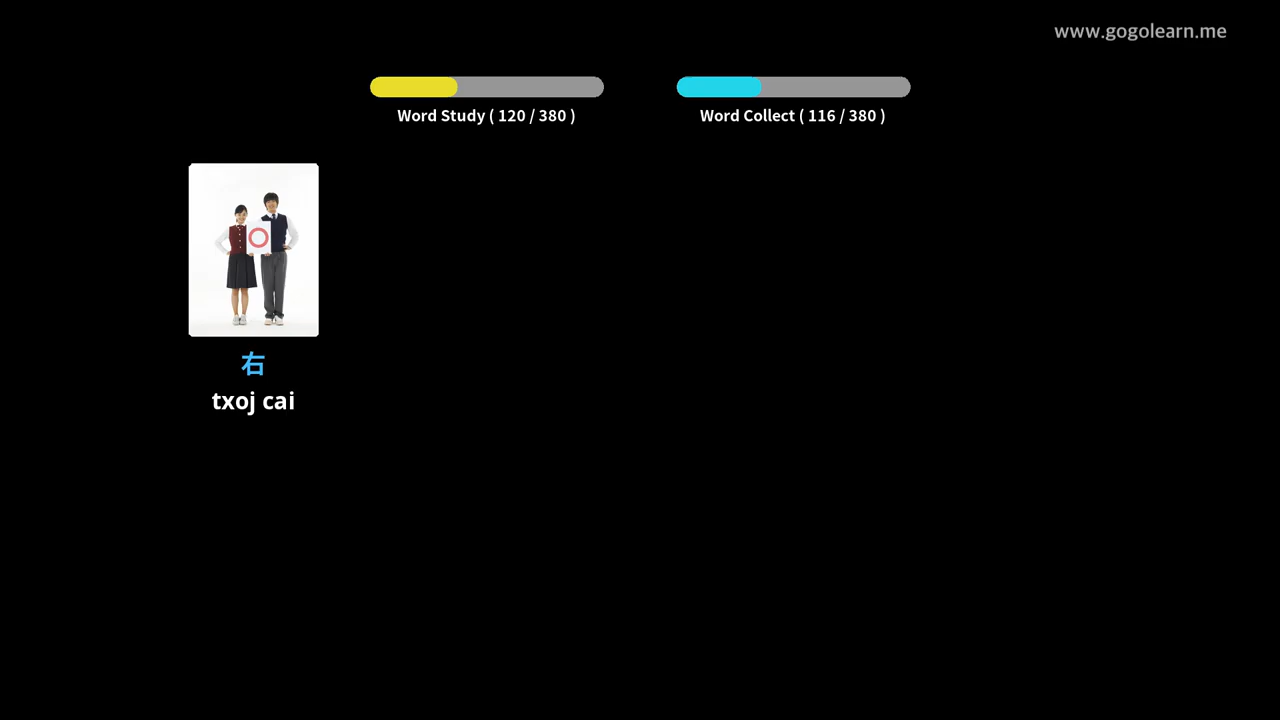 www.gogolearn.me
Word Study ( 120 / 380 )
Word Collect ( 116 / 380 )
右
txoj cai